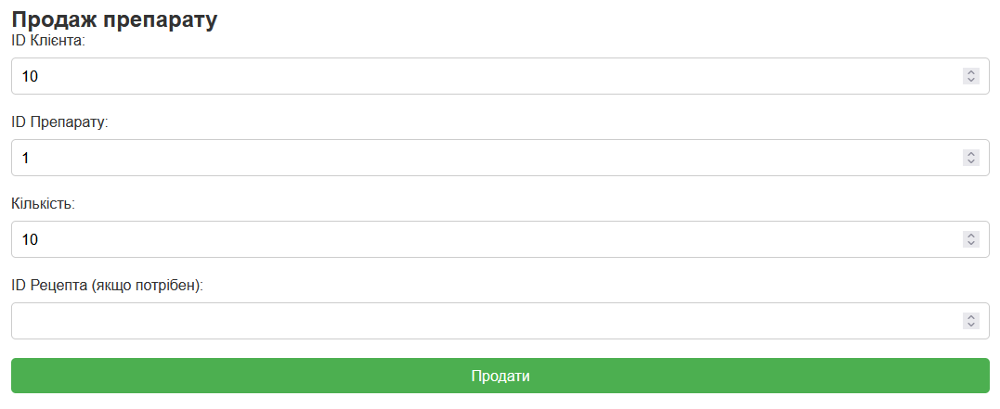 Продаж препарату
ID Клієнта:
10
ID Препарату:
1
Кількість:
10
ID Рецепта (якщо потрібен):
Продати